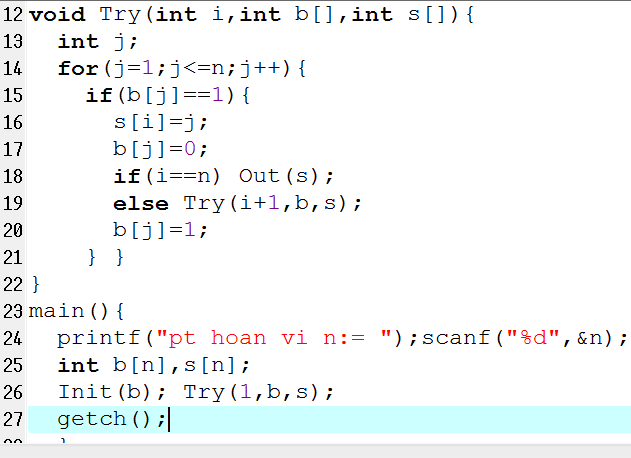 12 void Try(int i,int b[],int s[]){
13 int j;
14 for(j=1;j<=n;j++){
15 if(b[j]==1){
16 s[i]=j;
17 b[j]=0;
18 if(i==n) Out(s);
19 else Try(i+1,b,s);
20 b[j]=1;
21 } }
22 }
23 main(){
24 printf("pt hoan vi n:= ");scanf("%d",&n);
25 int b[n],s[n];
26 Init(b); Try(1,b,s);
27 getch();